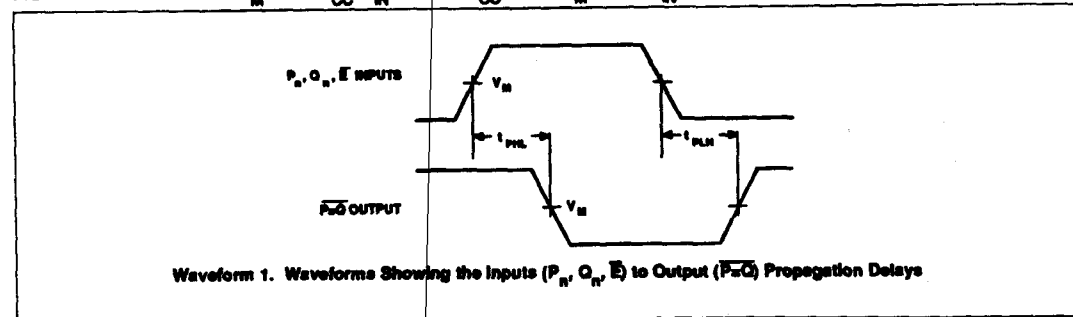 Pn, Qn, E̅ INPUTS
VM
tPHL
tPLH
P̅=̅Q̅ OUTPUT
VM
Waveform 1. Waveforms Showing the Inputs (Pn, Qn, E̅) to Output (P̅=̅Q̅) Propagation Delays